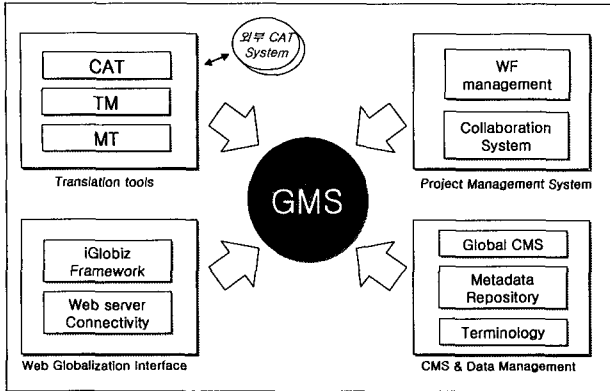 외부 CAT
System
CAT
TM
MT
Translation tools
WF
management
Collaboration
System
Project Management System
GMS
iGlobiz
Framework
Web server
Connectivity
Web Globalization Interface
Global CMS
Metadata
Repository
Terminology
CMS & Data Management